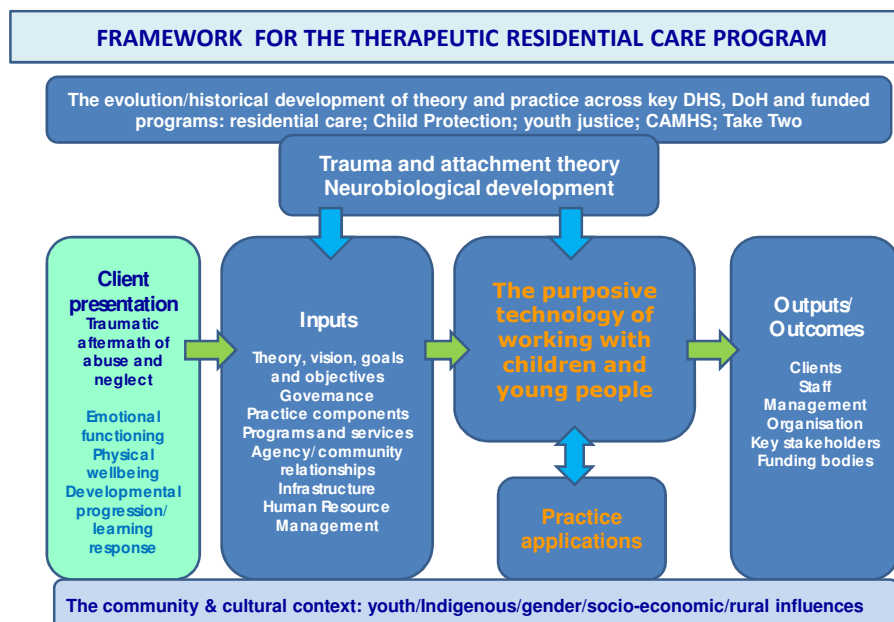 FRAMEWORK FOR THE THERAPEUTIC RESIDENTIAL CARE PROGRAM
The evolution/historical development of theory and practice across key DHS, DoH and funded
programs: residential care; Child Protection; youth justice; CAMHS; Take Two
Trauma and attachment theory
Neurobiological development
Client
presentation
Traumatic
aftermath of
abuse and
neglect
Emotional
functioning
Physical
wellbeing
Developmental
progression/
learning
response
Inputs
Theory, vision, goals
and objectives
Governance
Practice components
Programs and services
Agency/ community
relationships
Infrastructure
Human Resource
Management
The purposive
technology of
working with
children and
young people
Practice
applications
Outputs/
Outcomes
Clients
Staff
Management
Organisation
Key stakeholders
Funding bodies
The community & cultural context: youth/Indigenous/gender/socio-economic/rural influences